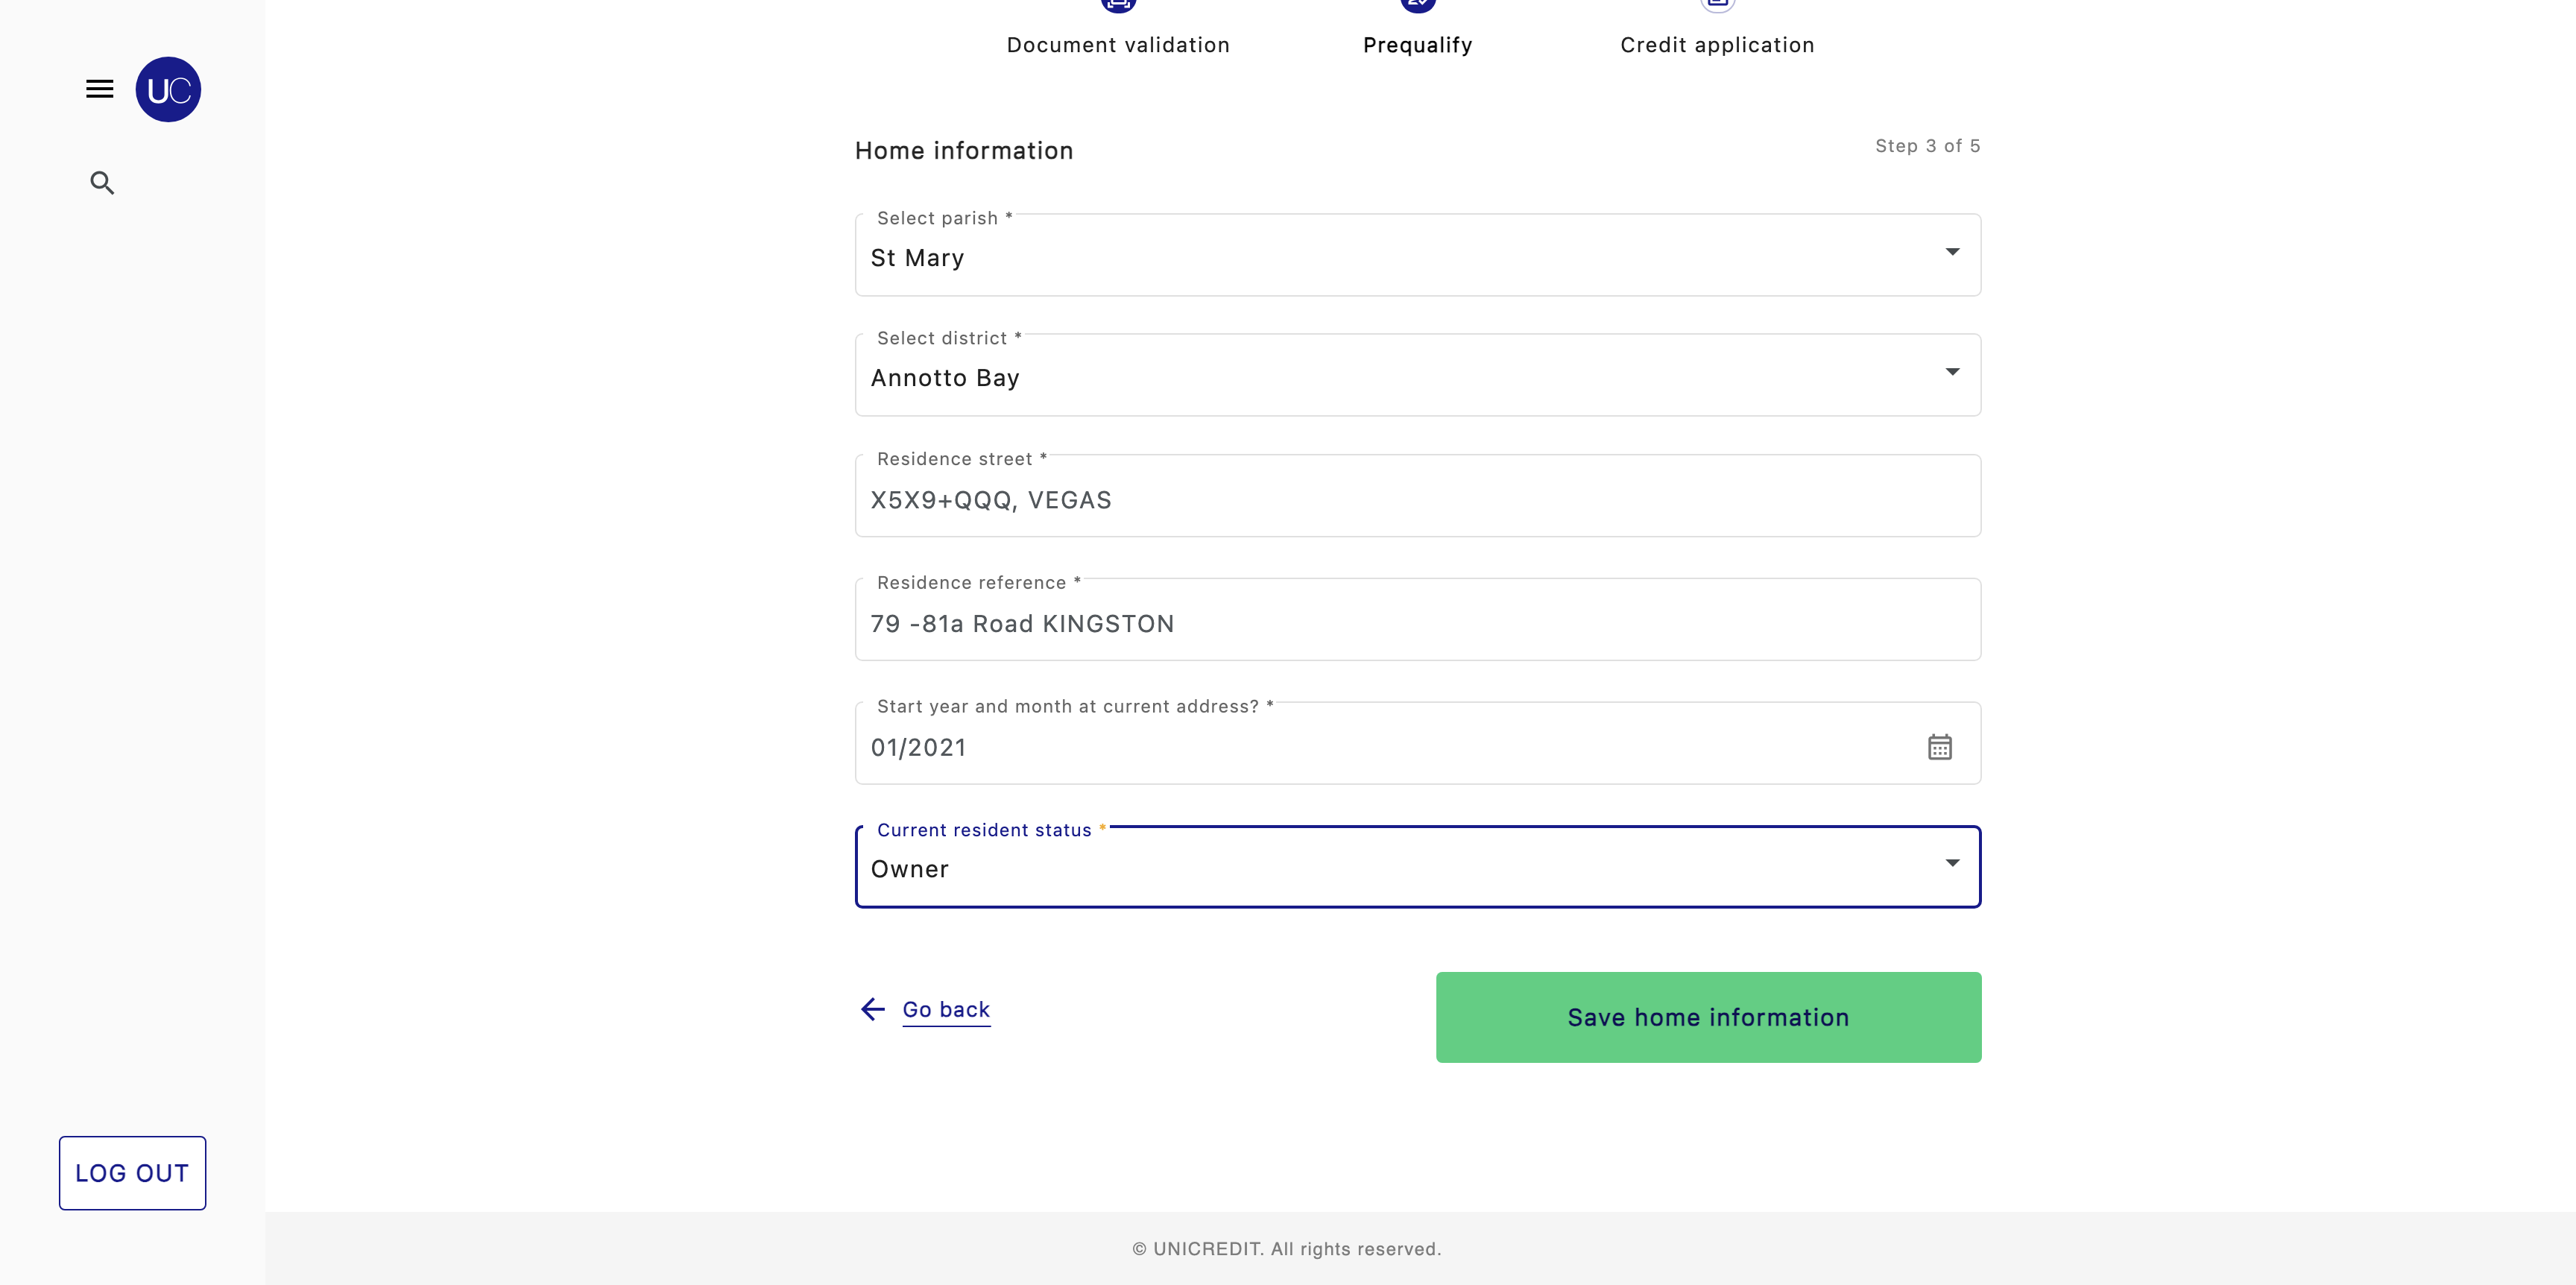 Document validation
Prequalify
Credit application
UC
Home information
Step 3 of 5
Select parish *
St Mary
Select district *
Annotto Bay
Residence street *
X5X9+QQQ, VEGAS
Residence reference *
79 -81a Road KINGSTON
Start year and month at current address? *
01/2021
Current resident status *
Owner
Go back
Save home information
LOG OUT
© UNICREDIT. All rights reserved.